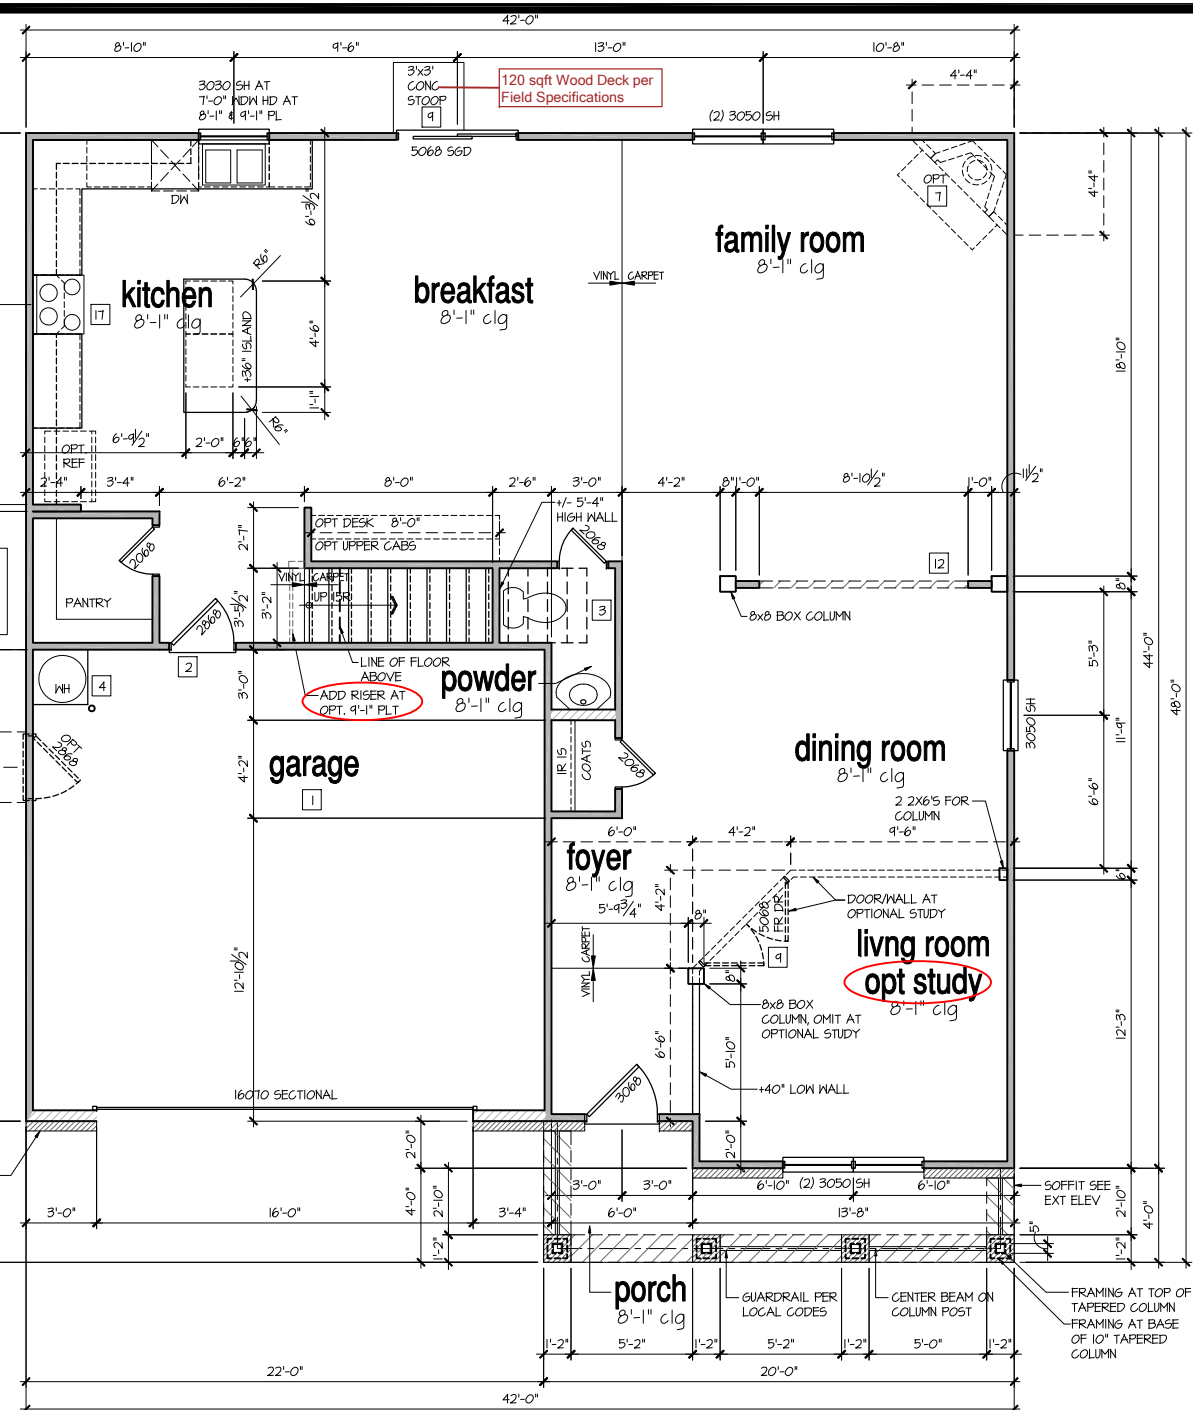 42'-0"
8'-10"
9'-6"
13'-0"
10'-8"
3030 SH AT
7'-0" WDW HD AT
8'-1" & 9'-1" PL
3'x3'
CONC
STOOP
9
120 sqft Wood Deck per
Field Specifications
4'-4"
(2) 3050 SH
5068 SGD
DW
6'-3½"
OPT
7
4'-4"
family room
8'-1" clg
VINYL CARPET
kitchen
8'-1" clg
17
R6"
breakfast
8'-1" clg
+36" ISLAND
4'-6"
1'-1"
R6"
18'-10"
6'-9½"
2'-0"
6"
6"
OPT.
REF
2'-4"
3'-4"
6'-2"
8'-0"
2'-6"
3'-0"
4'-2"
8"
1'-0"
8'-10½"
1'-0"
1½"
+/- 5'-4"
HIGH WALL
OPT DESK 8'-0"
OPT UPPER CABS
2'-7"
2068
2068
12
8"
VINYL CARPET
UP 15R
3'-5½"
3'-2"
PANTRY
2868
3
8x8 BOX COLUMN
2
LINE OF FLOOR
ABOVE
ADD RISER AT
OPT. 9'-1" PLT
WH
4
3'-0"
powder
8'-1" clg
5'-3"
44'-0"
48'-0"
3050 SH
11'-9"
OPT
2868
4'-2"
garage
1
1R 1S
COATS
2068
dining room
8'-1" clg
6'-6"
2 2X6'S FOR
COLUMN
6'-0"
4'-2"
9'-6"
foyer
8'-1" clg
4'-2"
6"
5'-9¾"
8"
5068
FR DR
DOOR/WALL AT
OPTIONAL STUDY
livng room
opt study
8'-1" clg
9
VINYL CARPET
8"
12'-10½"
8x8 BOX
COLUMN, OMIT AT
OPTIONAL STUDY
12'-3"
6'-6"
5'-10"
+40" LOW WALL
16070 SECTIONAL
3068
2'-0"
2'-0"
3'-0"
3'-0"
6'-10"
(2) 3050 SH
6'-10"
SOFFIT SEE
EXT ELEV
4'-0"
2'-10"
2'-10"
4'-0"
3'-0"
16'-0"
3'-4"
6'-0"
13'-8"
5"
1'-2"
1'-2"
porch
8'-1" clg
GUARDRAIL PER
LOCAL CODES
CENTER BEAM ON
COLUMN POST
FRAMING AT TOP OF
TAPERED COLUMN
FRAMING AT BASE
OF 10" TAPERED
COLUMN
1'-2"
5'-2"
1'-2"
5'-2"
1'-2"
5'-0"
1'-2"
22'-0"
20'-0"
42'-0"